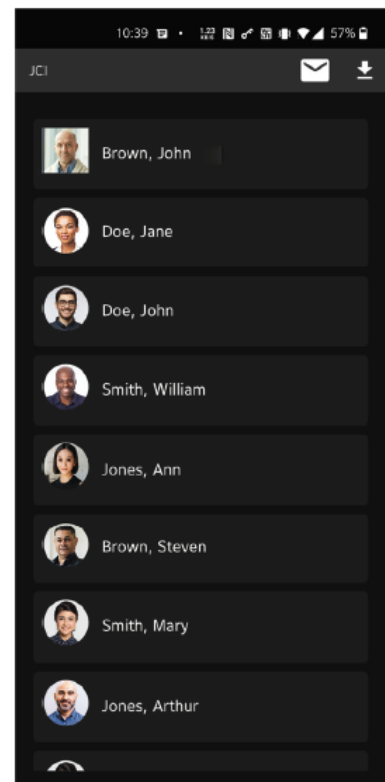 10:39 57%
JCI
Brown, John
Doe, Jane
Doe, John
Smith, William
Jones, Ann
Brown, Steven
Smith, Mary
Jones, Arthur